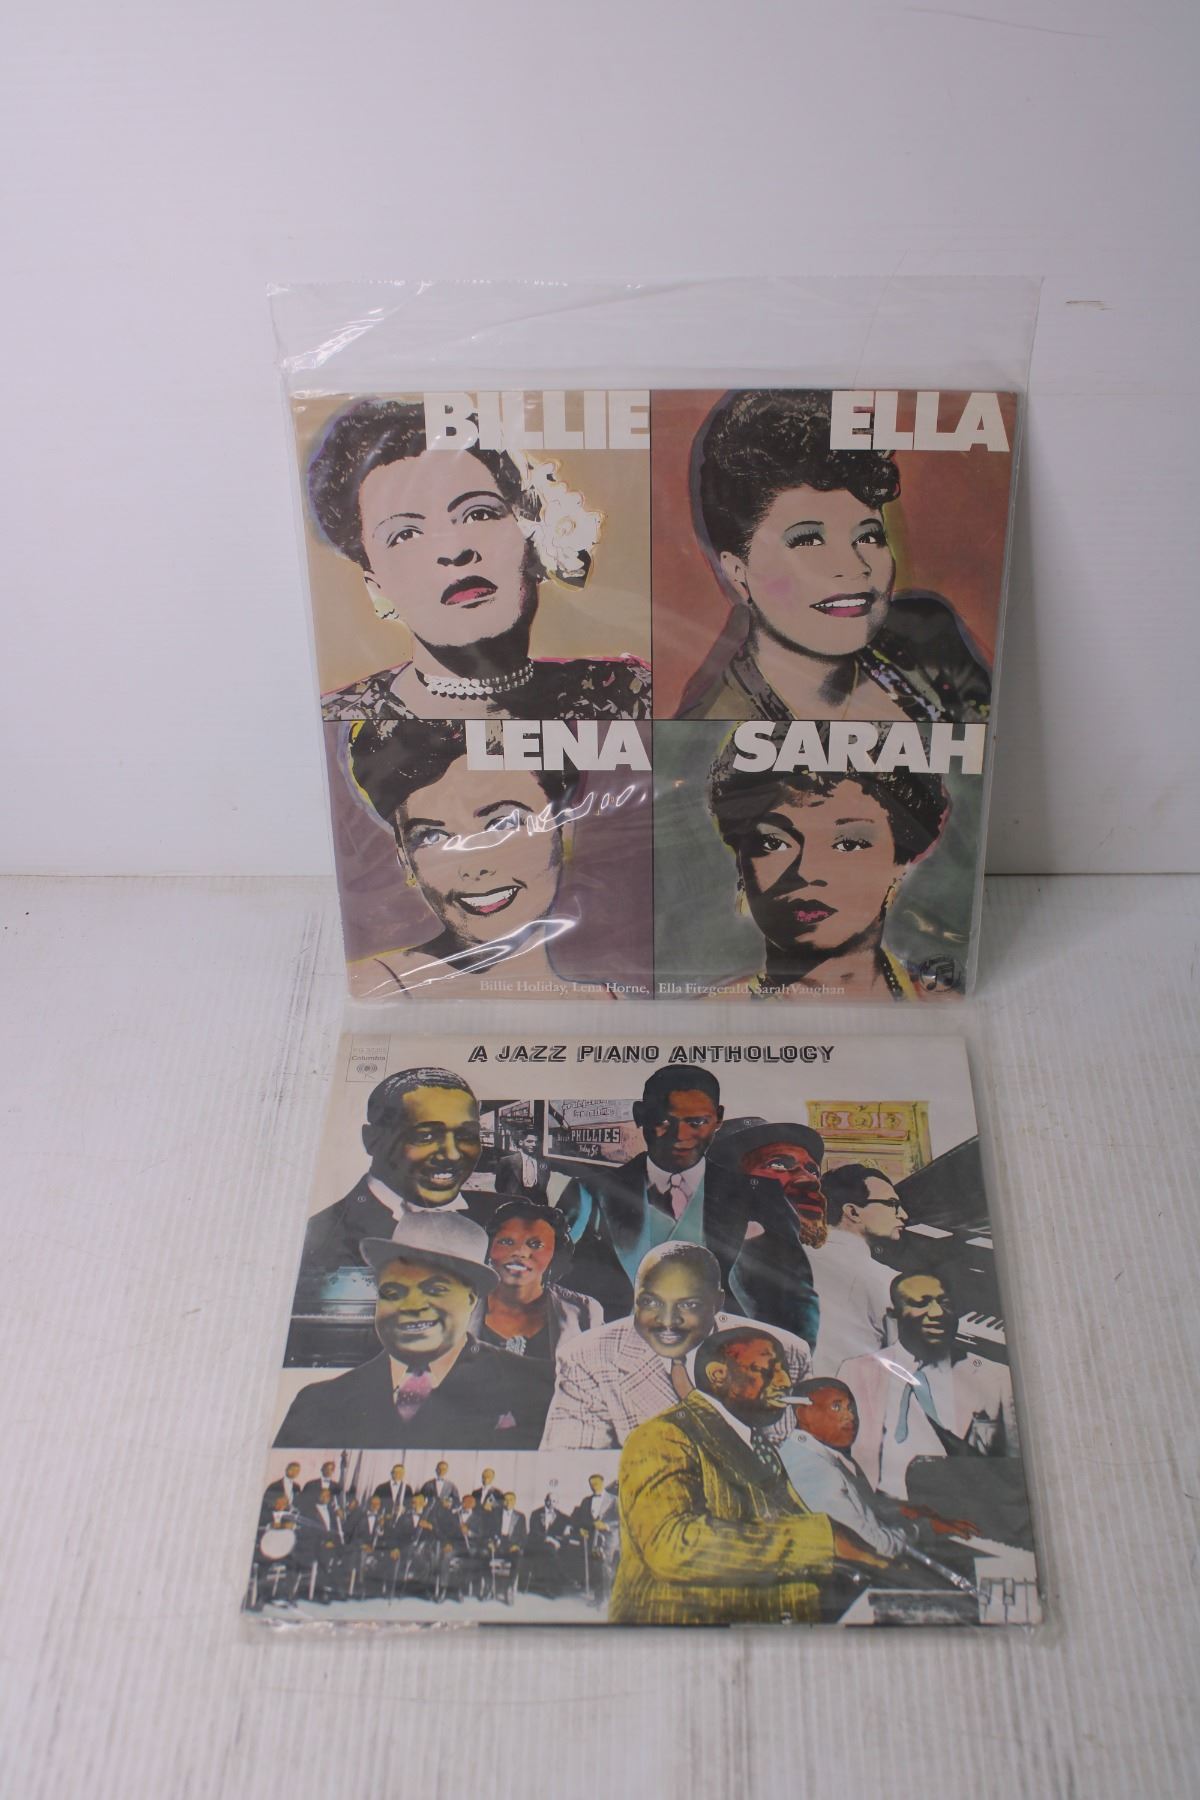 BILLIE
ELLA
LENA
SARAH
Billie Holiday, Lena Horne, Ella Fitzgerald, Sarah Vaughan
Columbia
A JAZZ PIANO ANTHOLOGY
PHILLIES